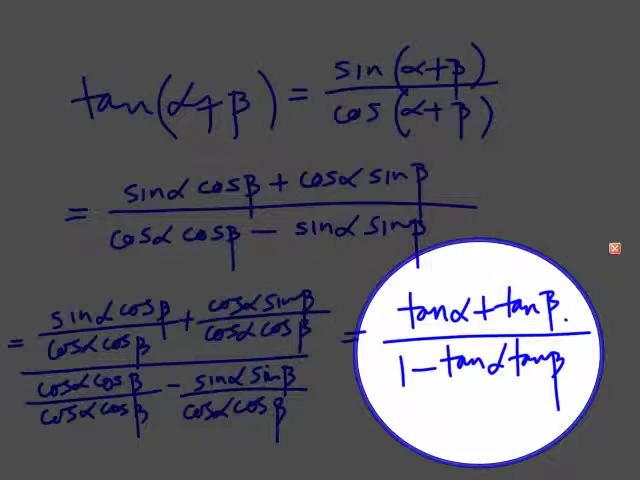 tan(α+β) = sin(α+β) / cos(α+β)
= sinα cosβ + cosα sinβ / cosα cosβ − sinα sinβ
= sinα cosβ / cosα cosβ + cosα sinβ / cosα cosβ / cosα cosβ / cosα cosβ − sinα sinβ / cosα cosβ = tanα + tanβ. / 1 − tanα tanβ